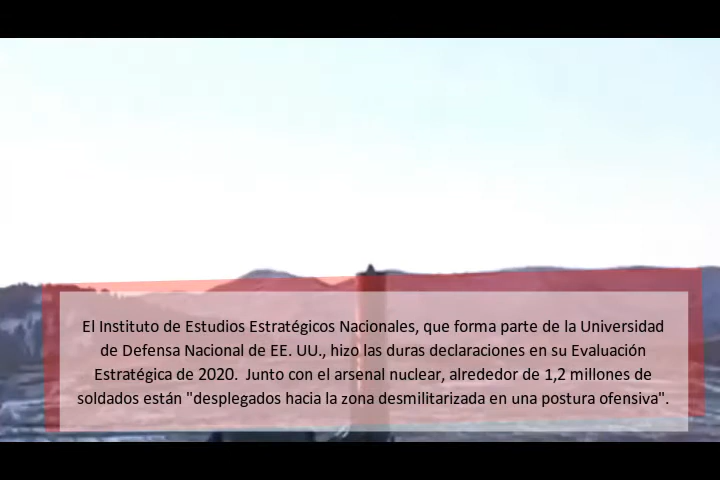 El Instituto de Estudios Estratégicos Nacionales, que forma parte de la Universidad
de Defensa Nacional de EE. UU., hizo las duras declaraciones en su Evaluación
Estratégica de 2020.  Junto con el arsenal nuclear, alrededor de 1,2 millones de
soldados están "desplegados hacia la zona desmilitarizada en una postura ofensiva".